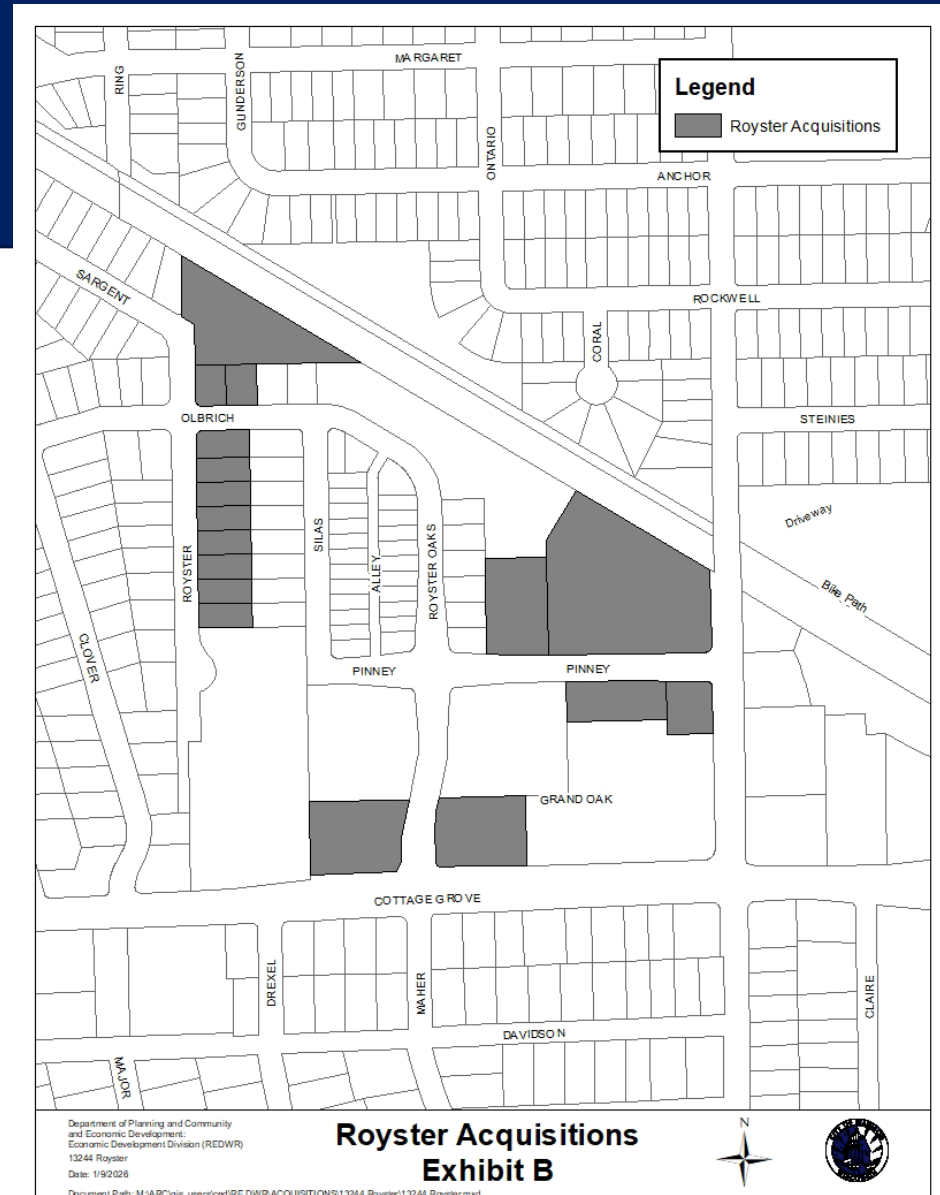 MARGARET
RING
GUNDERSON
Legend
Royster Acquisitions
ONTARIO
ANCHOR
SARGENT
ROCKWELL
CORAL
OLBRICH
STEINIES
Driveway
ROYSTER
SILAS
ALLEY
ROYSTER OAKS
Bike_Path
CLOVER
PINNEY
PINNEY
GRAND OAK
COTTAGE GROVE
DREXEL
MAHER
CLAIRE
DAVIDSON
MAJOR
Department of Planning and Community
and Economic Development:
Economic Development Division (REDWR)
13244 Royster
Date: 1/9/2026
Royster Acquisitions
Exhibit B
N